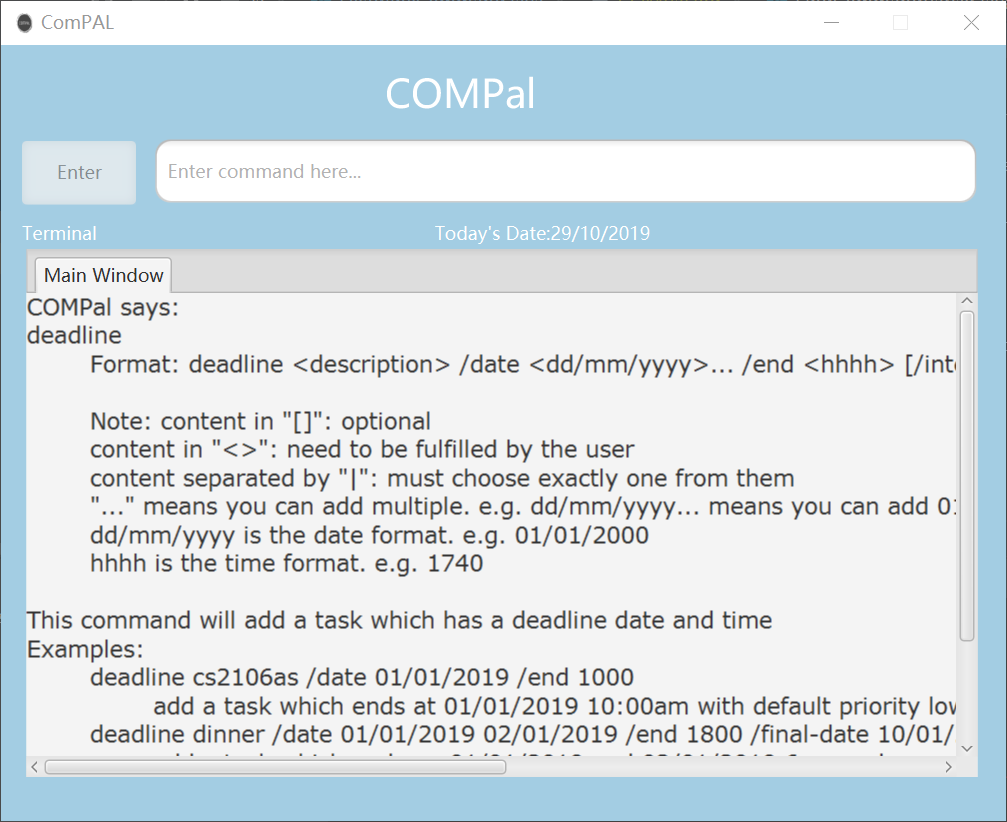 ComPAL
COMPal
Enter
Enter command here...
Terminal
Today's Date:29/10/2019
Main Window
COMPal says:
deadline
Format: deadline <description> /date <dd/mm/yyyy>... /end <hhhh> [/inte
Note: content in "[]": optional
content in "<>": need to be fulfilled by the user
content separated by "|": must choose exactly one from them
"..." means you can add multiple. e.g. dd/mm/yyyy... means you can add 01
dd/mm/yyyy is the date format. e.g. 01/01/2000
hhhh is the time format. e.g. 1740
This command will add a task which has a deadline date and time
Examples:
deadline cs2106as /date 01/01/2019 /end 1000
add a task which ends at 01/01/2019 10:00am with default priority low
deadline dinner /date 01/01/2019 02/01/2019 /end 1800 /final-date 10/01/